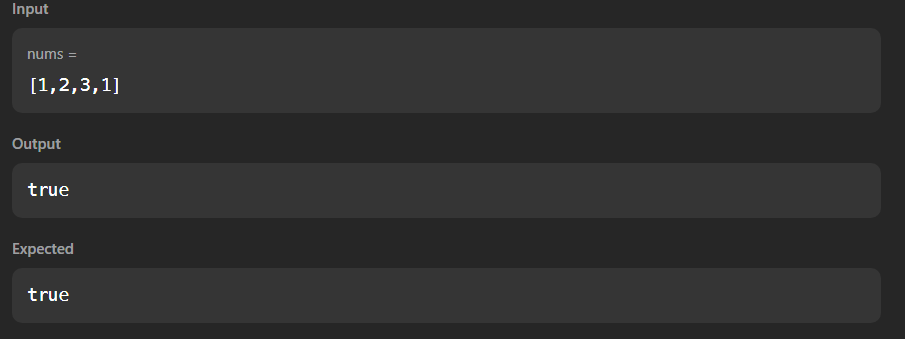 Input
nums =
[1,2,3,1]
Output
true
Expected
true